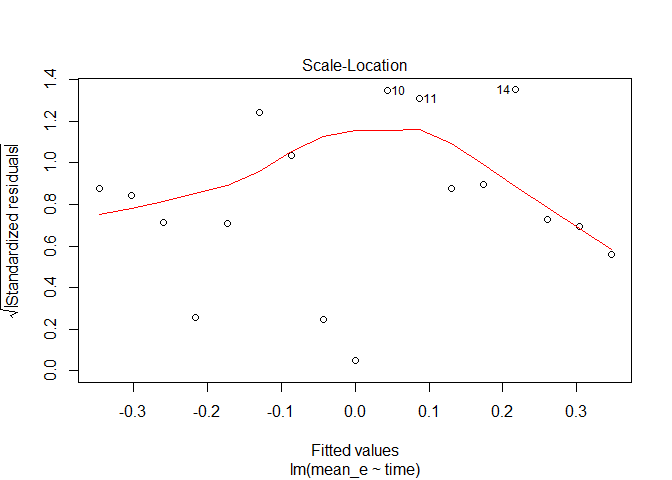 Scale-Location
√|Standardized residuals|
1.4
1.2
1.0
0.8
0.6
0.4
0.2
0.0
10
11
14
-0.3 -0.2 -0.1 0.0 0.1 0.2 0.3
Fitted values
lm(mean_e ~ time)